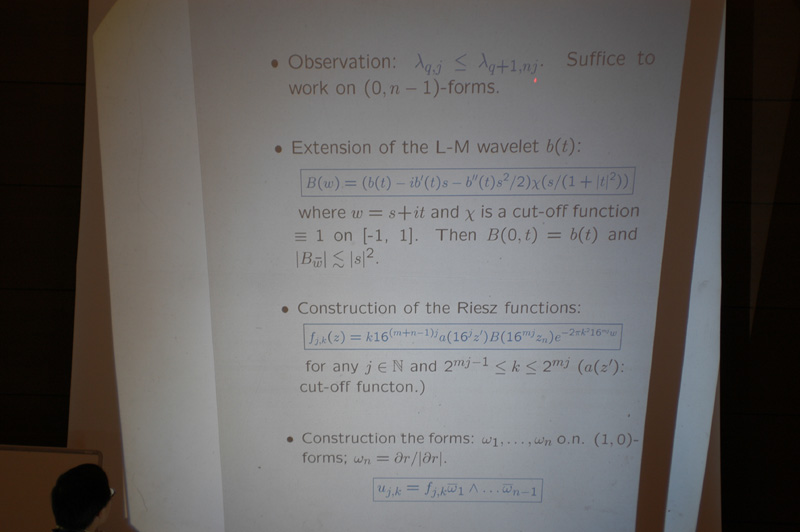 • Observation: λ_{q,j} ≤ λ_{q+1,nj}. Suffice to
work on (0, n − 1)-forms.
• Extension of the L-M wavelet b(t):
B(w) = (b(t) − ib′(t)s − b″(t)s²/2)χ(s/(1 + |t|²))
where w = s+it and χ is a cut-off function
≡ 1 on [-1, 1]. Then B(0, t) = b(t) and
|B_{w̄}| ≲ |s|².
• Construction of the Riesz functions:
f_{j,k}(z) = k16^{(m+n−1)j}a(16^j z′)B(16^{mj}z_n)e^{−2πk²16^{mj}w}
for any j ∈ ℕ and 2^{mj−1} ≤ k ≤ 2^{mj} (a(z′):
cut-off functon.)
• Construction the forms: ω₁, . . . , ω_n o.n. (1, 0)-
forms; ω_n = ∂r/|∂r|.
u_{j,k} = f_{j,k}ω̄₁ ∧ . . . ω̄_{n−1}